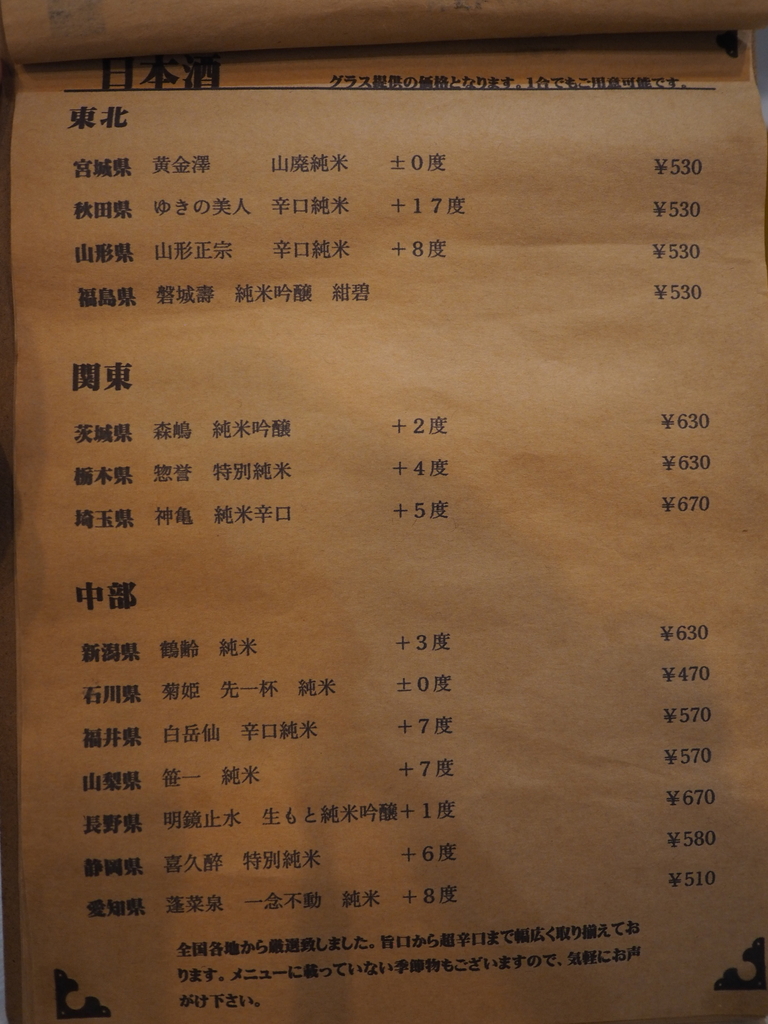 日本酒
グラス提供の価格となります。1合でもご用意可能です。
東北
宮城県 黄金澤 山廃純米 ±0度 ¥530
秋田県 ゆきの美人 辛口純米 +17度 ¥530
山形県 山形正宗 辛口純米 +8度 ¥530
福島県 磐城壽 純米吟醸 紺碧 ¥530
関東
茨城県 森嶋 純米吟醸 +2度 ¥630
栃木県 惣誉 特別純米 +4度 ¥630
埼玉県 神亀 純米辛口 +5度 ¥670
中部
新潟県 鶴齢 純米 +3度 ¥630
石川県 菊姫 先一杯 純米 ±0度 ¥470
福井県 白岳仙 辛口純米 +7度 ¥570
山梨県 笹一 純米 +7度 ¥570
長野県 明鏡止水 生もと純米吟醸+1度 ¥670
静岡県 喜久酔 特別純米 +6度 ¥580
愛知県 蓬菜泉 一念不動 純米 +8度 ¥510
全国各地から厳選致しました。旨口から超辛口まで幅広く取り揃えてお
ります。メニューに載っていない季節物もございますので、気軽にお声
がけ下さい。